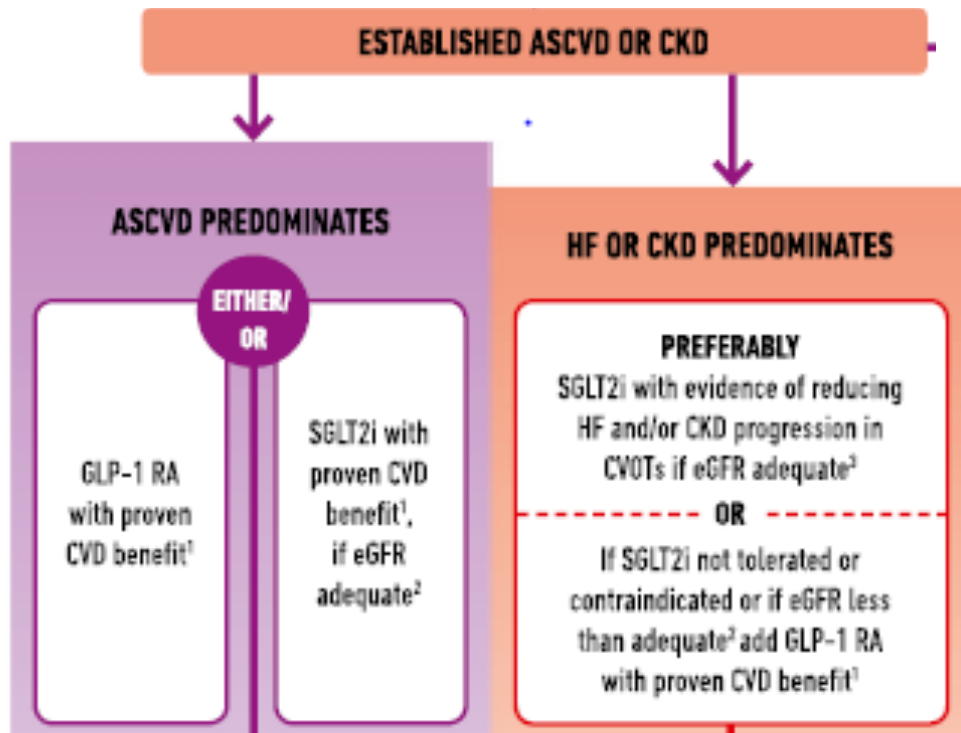 ESTABLISHED ASCVD OR CKD
ASCVD PREDOMINATES
EITHER/
OR
GLP-1 RA
with proven
CVD benefit¹
SGLT2i with
proven CVD
benefit¹,
if eGFR
adequate²
HF OR CKD PREDOMINATES
PREFERABLY
SGLT2i with evidence of reducing
HF and/or CKD progression in
CVOTs if eGFR adequate³
OR
If SGLT2i not tolerated or
contraindicated or if eGFR less
than adequate² add GLP-1 RA
with proven CVD benefit¹